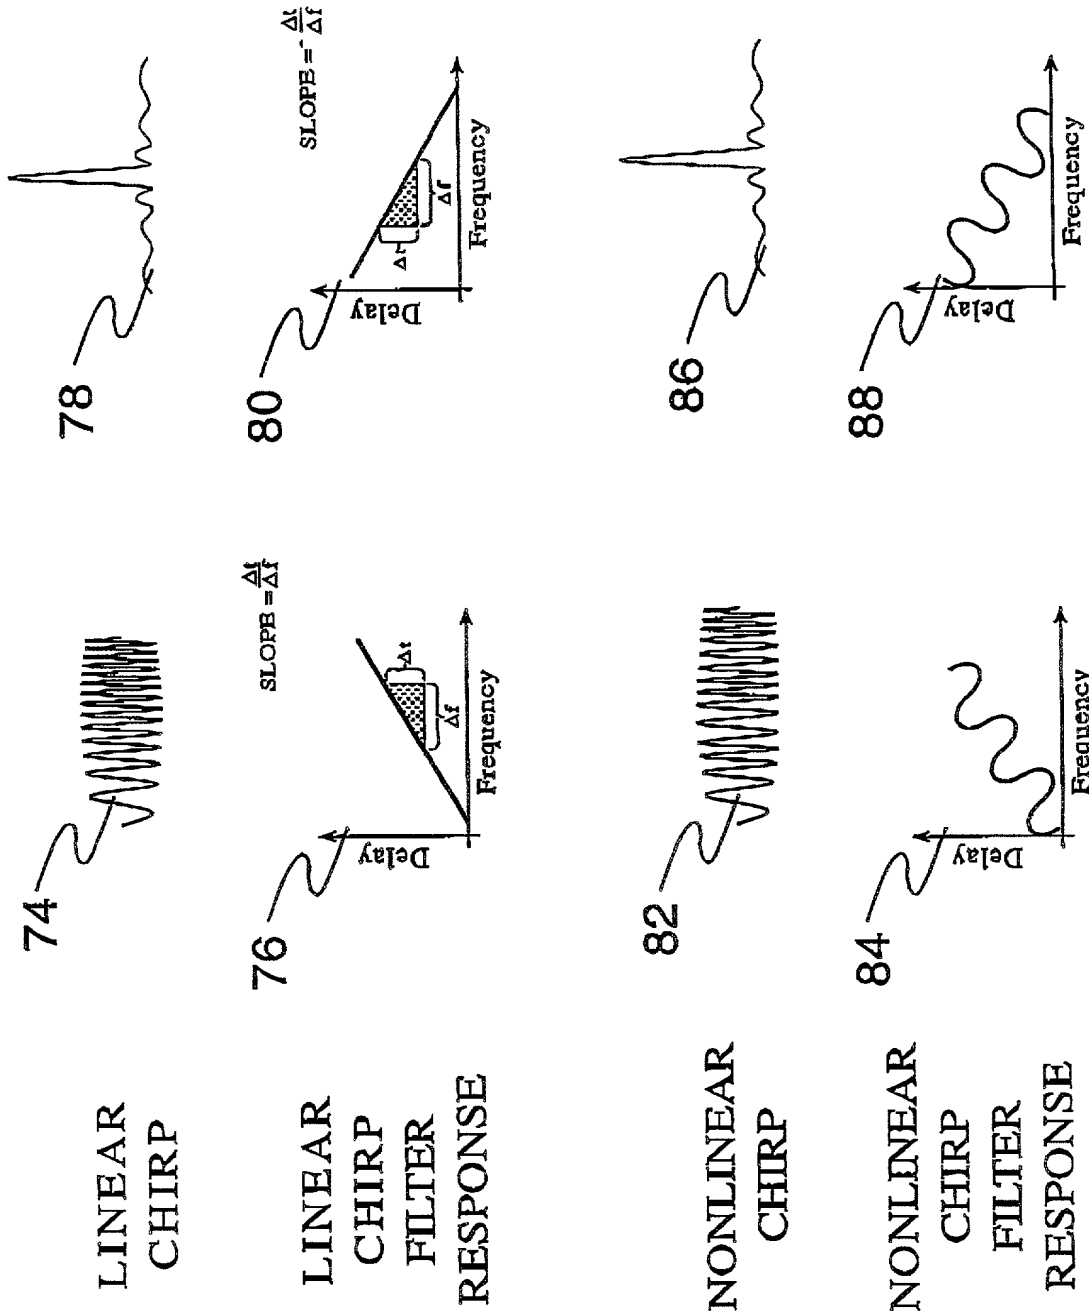 LINEAR
CHIRP
74
78
LINEAR
CHIRP
FILTER
RESPONSE
76
Delay
Frequency
Δt
Δf
SLOPE = Δt/Δf
80
Delay
Frequency
Δt
Δf
SLOPE = - Δt/Δf
NONLINEAR
CHIRP
82
86
NONLINEAR
CHIRP
FILTER
RESPONSE
84
Delay
Frequency
88
Delay
Frequency